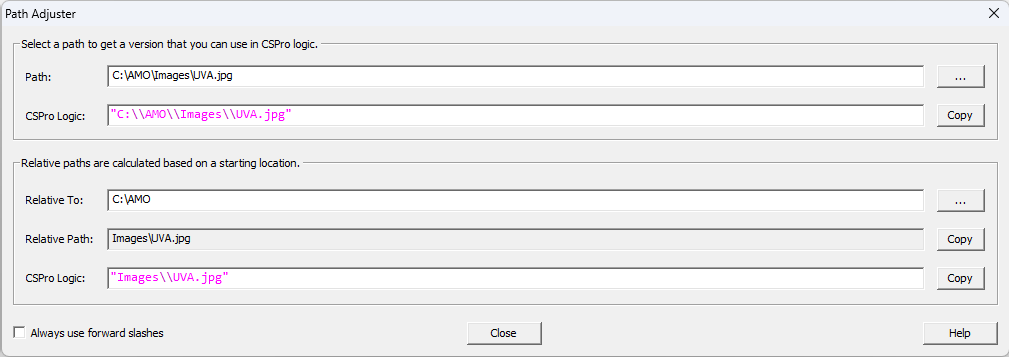 Path Adjuster
Select a path to get a version that you can use in CSPro logic.
Path: C:\AMO\Images\UVA.jpg ...
CSPro Logic: "C:\\AMO\\Images\\UVA.jpg" Copy
Relative paths are calculated based on a starting location.
Relative To: C:\AMO ...
Relative Path: Images\UVA.jpg Copy
CSPro Logic: "Images\\UVA.jpg" Copy
Always use forward slashes Close Help